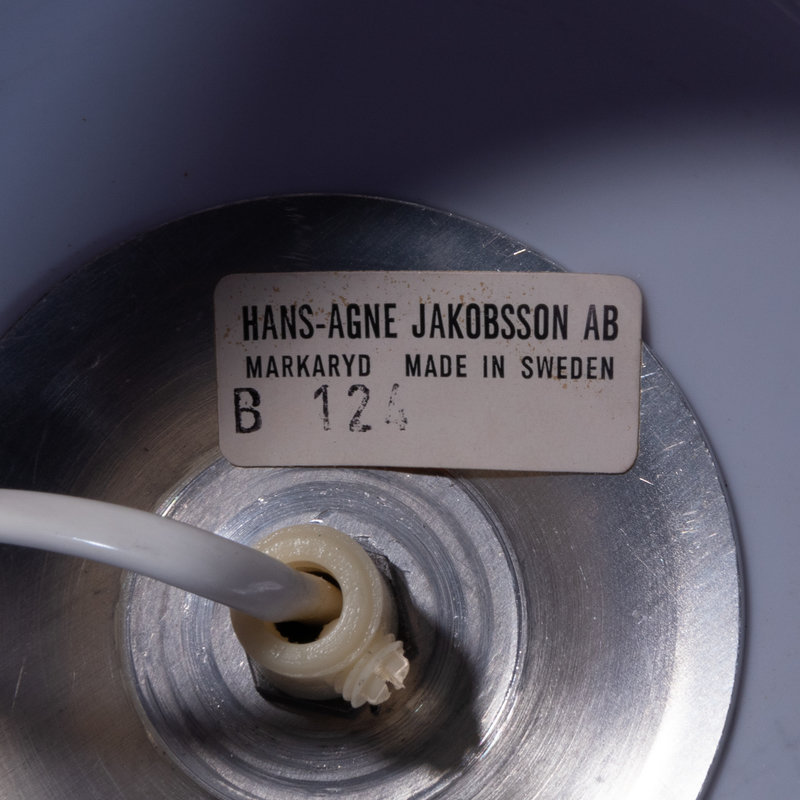 HANS-AGNE JAKOBSSON AB
MARKARYD MADE IN SWEDEN
B 124